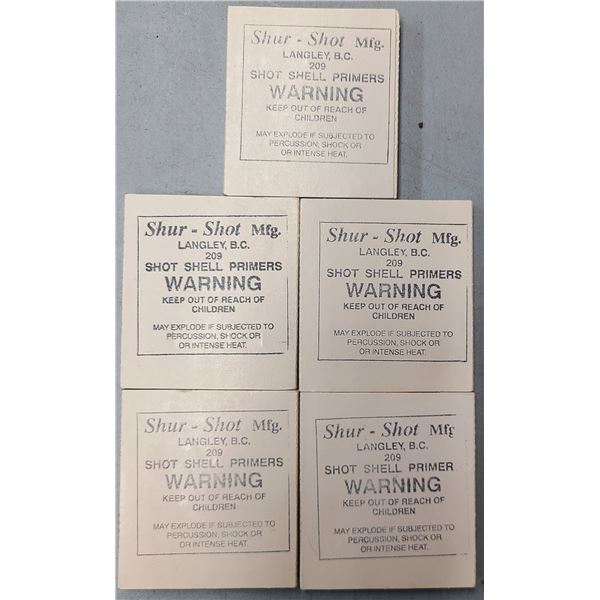 Shur - Shot Mfg.
LANGLEY, B.C.
209
SHOT SHELL PRIMERS
WARNING
KEEP OUT OF REACH OF
CHILDREN
MAY EXPLODE IF SUBJECTED TO
PERCUSSION, SHOCK OR
OR INTENSE HEAT.
Shur - Shot Mfg.
LANGLEY, B.C.
209
SHOT SHELL PRIMERS
WARNING
KEEP OUT OF REACH OF
CHILDREN
MAY EXPLODE IF SUBJECTED TO
PERCUSSION, SHOCK OR
OR INTENSE HEAT.
Shur - Shot Mfg.
LANGLEY, B.C.
209
SHOT SHELL PRIMERS
WARNING
KEEP OUT OF REACH OF
CHILDREN
MAY EXPLODE IF SUBJECTED TO
PERCUSSION, SHOCK OR
OR INTENSE HEAT.
Shur - Shot Mfg.
LANGLEY, B.C.
209
SHOT SHELL PRIMERS
WARNING
KEEP OUT OF REACH OF
CHILDREN
MAY EXPLODE IF SUBJECTED TO
PERCUSSION, SHOCK OR
OR INTENSE HEAT.
Shur - Shot Mfg
LANGLEY, B.C.
209
SHOT SHELL PRIMER
WARNING
KEEP OUT OF REACH OF
CHILDREN
MAY EXPLODE IF SUBJECTED TO
PERCUSSION, SHOCK OR
OR INTENSE HEAT.